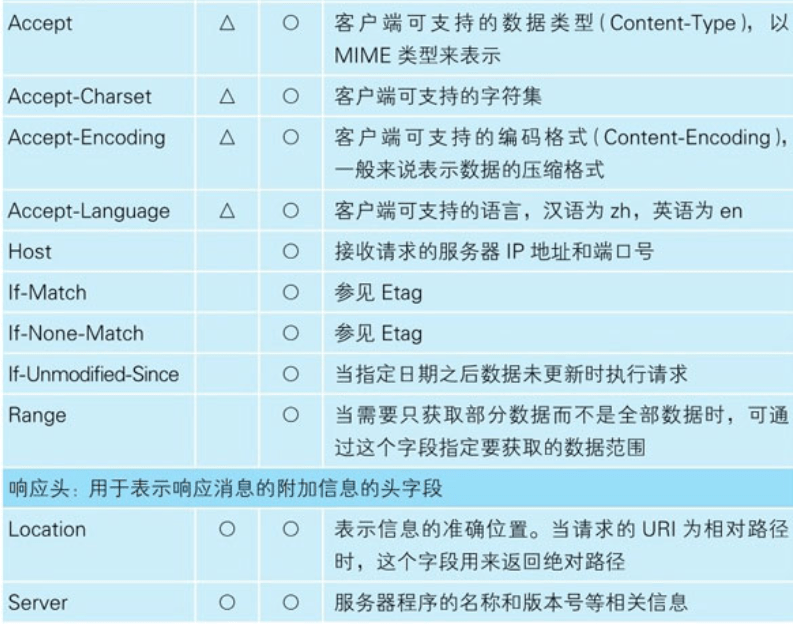 Accept △ ○ 客户端可支持的数据类型(Content-Type),以
MIME 类型来表示
Accept-Charset △ ○ 客户端可支持的字符集
Accept-Encoding △ ○ 客户端可支持的编码格式(Content-Encoding),
一般来说表示数据的压缩格式
Accept-Language △ ○ 客户端可支持的语言，汉语为 zh，英语为 en
Host ○ 接收请求的服务器 IP 地址和端口号
If-Match ○ 参见 Etag
If-None-Match ○ 参见 Etag
If-Unmodified-Since ○ 当指定日期之后数据未更新时执行请求
Range ○ 当需要只获取部分数据而不是全部数据时，可通
过这个字段指定要获取的数据范围
响应头：用于表示响应消息的附加信息的头字段
Location ○ ○ 表示信息的准确位置。当请求的 URI 为相对路径
时，这个字段用来返回绝对路径
Server ○ ○ 服务器程序的名称和版本号等相关信息